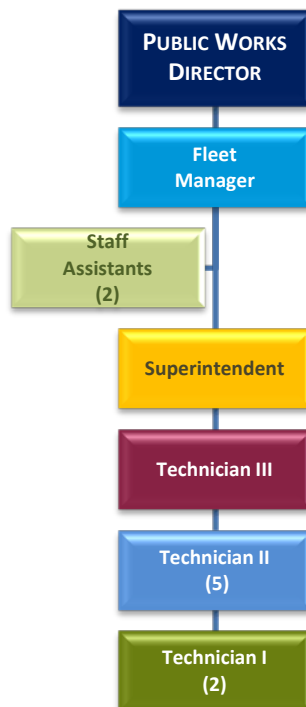 PUBLIC WORKS
DIRECTOR
Fleet
Manager
Staff
Assistants
(2)
Superintendent
Technician III
Technician II
(5)
Technician I
(2)